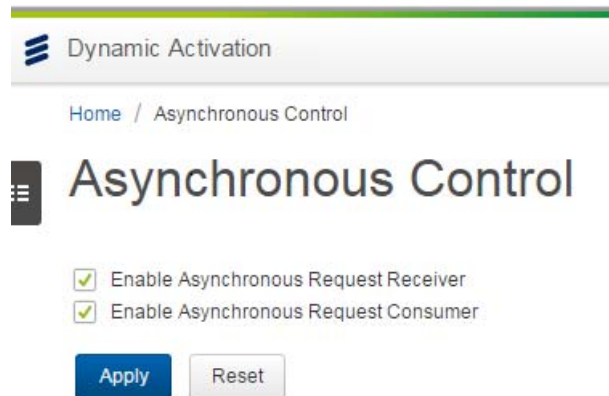 Dynamic Activation
Home / Asynchronous Control
Asynchronous Control
Enable Asynchronous Request Receiver
Enable Asynchronous Request Consumer
Apply Reset